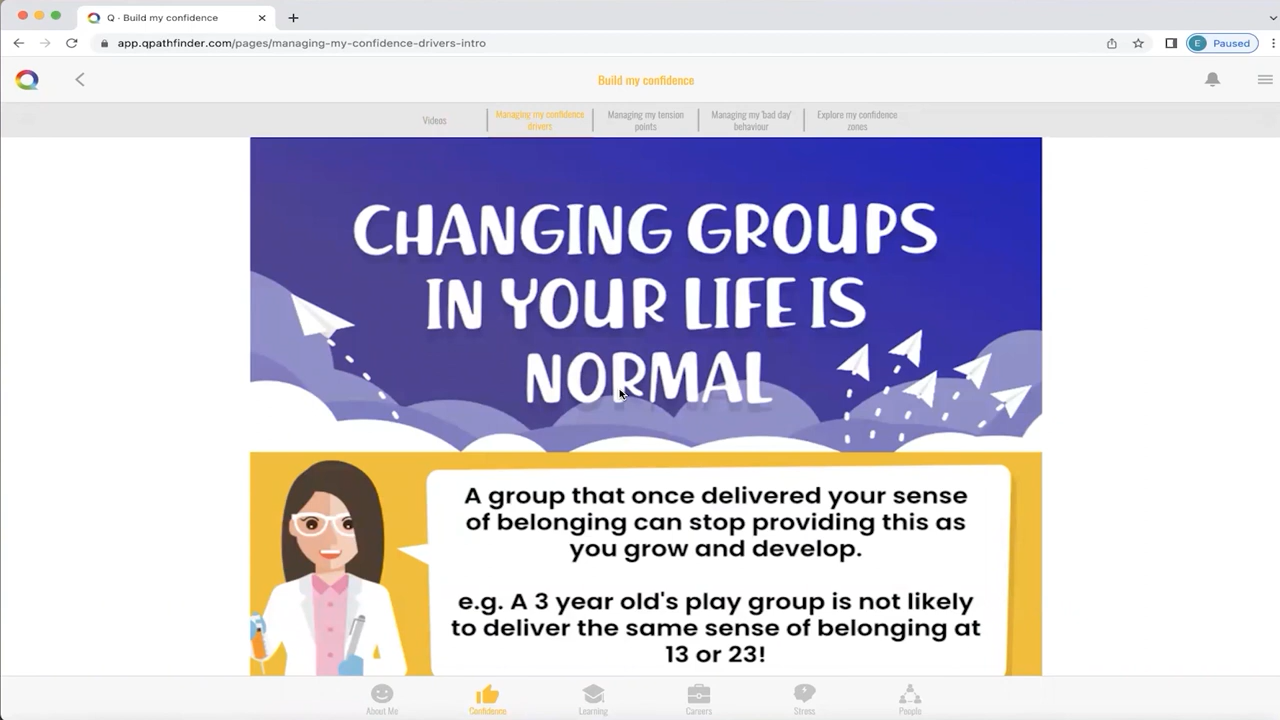 Q - Build my confidence
app.qpathfinder.com/pages/managing-my-confidence-drivers-intro
Paused
Build my confidence
Videos
Managing my confidence
drivers
Managing my tension
points
Managing my 'bad day'
behaviour
Explore my confidence
zones
CHANGING GROUPS
IN YOUR LIFE IS
NORMAL
A group that once delivered your sense
of belonging can stop providing this as
you grow and develop.
e.g. A 3 year old's play group is not likely
to deliver the same sense of belonging at
13 or 23!
About Me
Confidence
Learning
Careers
Stress
People